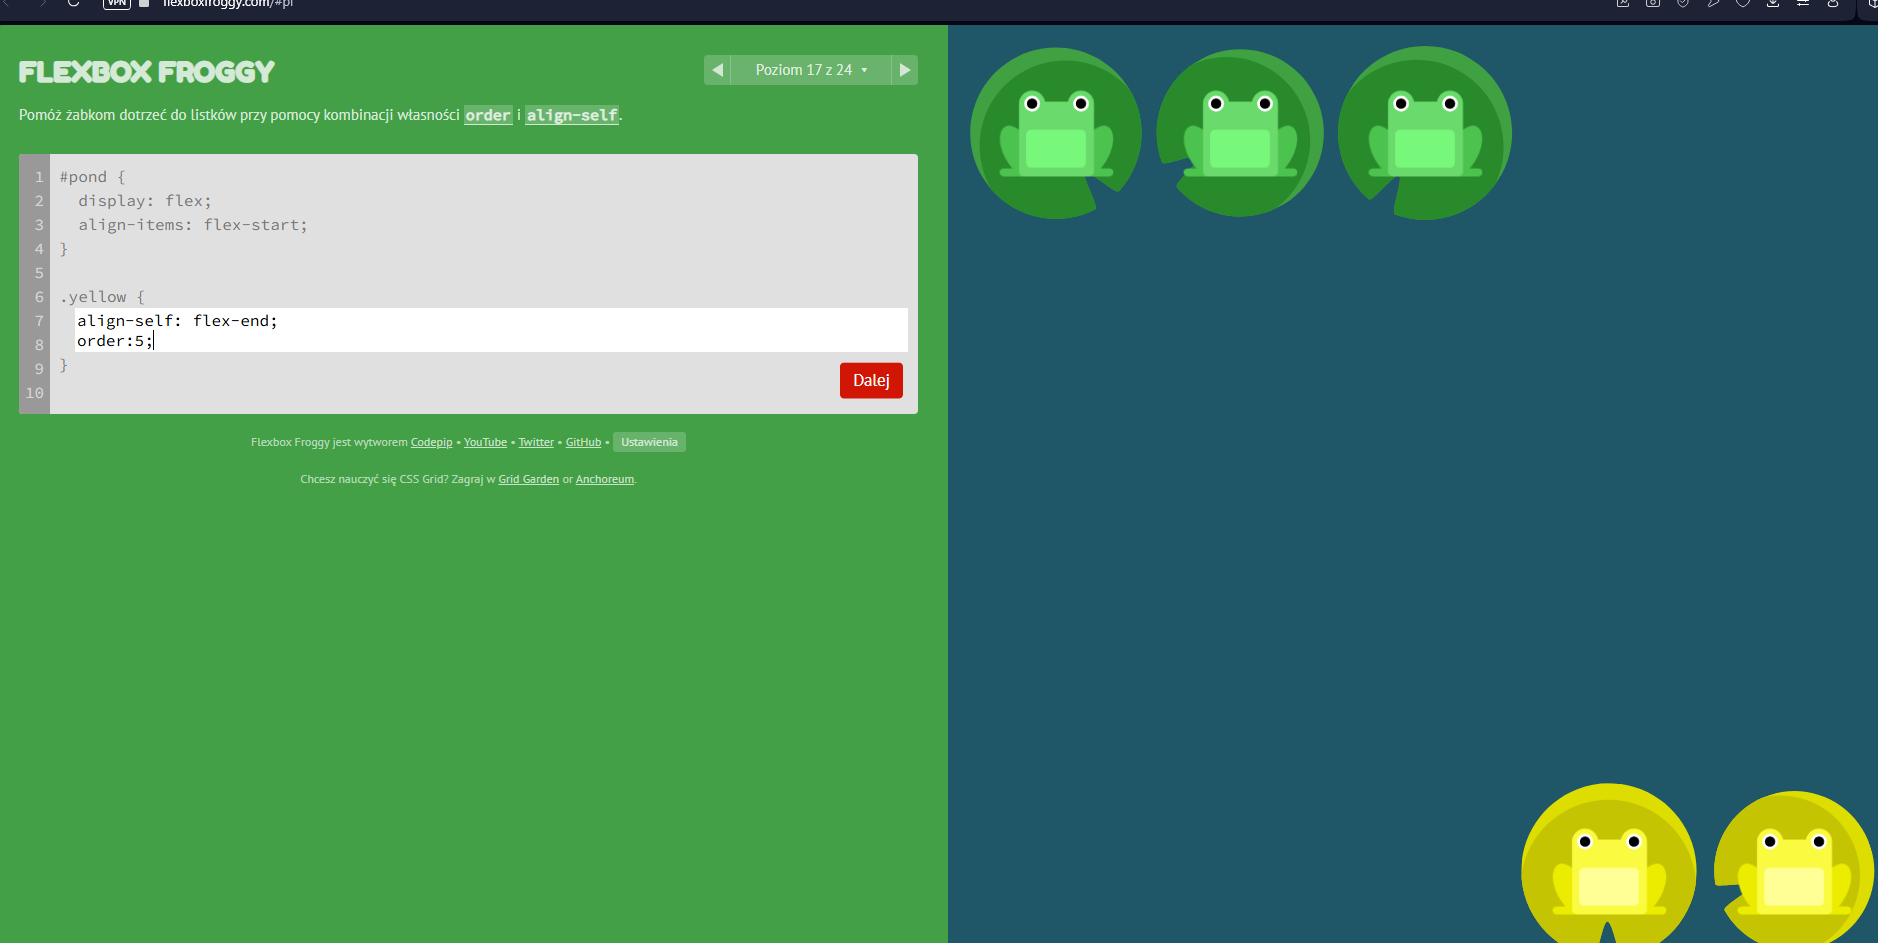 VPN flexboxfroggy.com/#pl
FLEXBOX FROGGY
Poziom 17 z 24
Pomóż żabkom dotrzeć do listków przy pomocy kombinacji własności order i align-self.
1 #pond {
2 display: flex;
3 align-items: flex-start;
4 }
5
6 .yellow {
7 align-self: flex-end;
8 order:5;
9 }
10
Dalej
Flexbox Froggy jest wytworem Codepip • YouTube • Twitter • GitHub • Ustawienia
Chcesz nauczyć się CSS Grid? Zagraj w Grid Garden or Anchoreum.